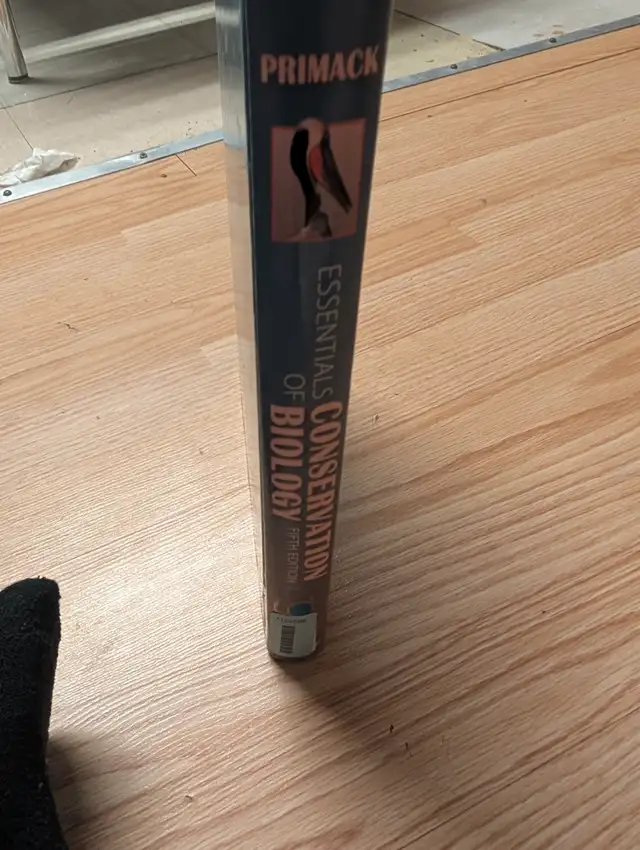 PRIMACK
ESSENTIALS
OF
CONSERVATION
BIOLOGY
FIFTH EDITION